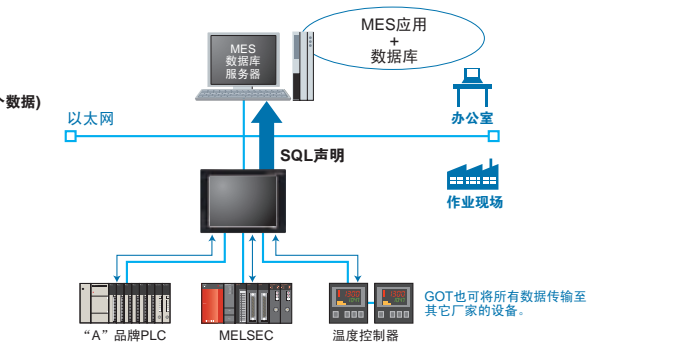 MES应用
+
数据库
MES
数据库
服务器
个数据)
以太网
办公室
SQL声明
作业现场
GOT也可将所有数据传输至
其它厂家的设备。
“A”品牌PLC
MELSEC
温度控制器